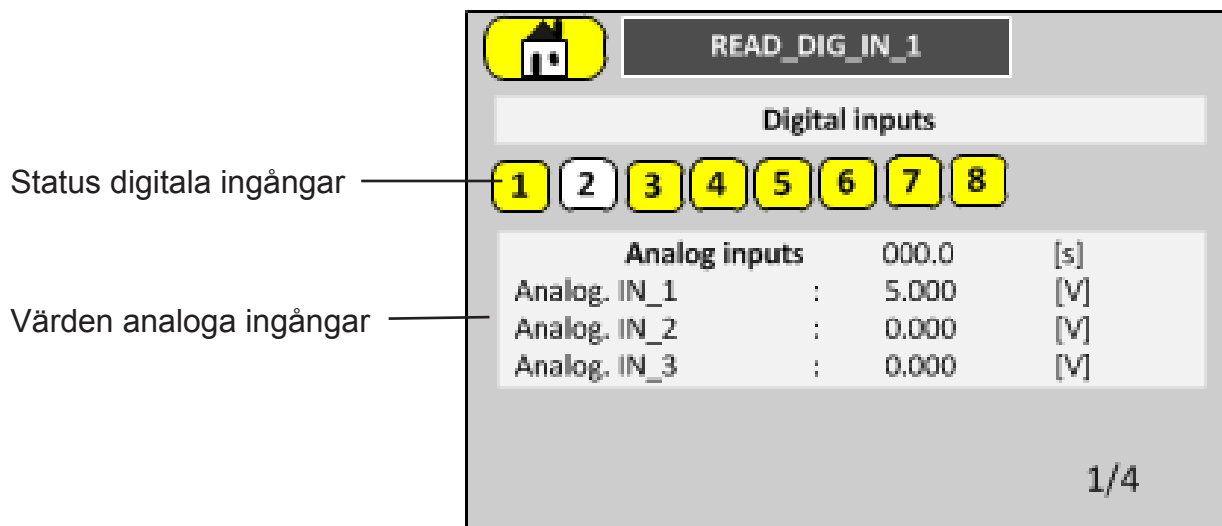 READ_DIG_IN_1
Digital inputs
Status digitala ingångar
1 2 3 4 5 6 7 8
Analog inputs 000.0 [s]
Analog. IN_1 : 5.000 [V]
Värden analoga ingångar
Analog. IN_2 : 0.000 [V]
Analog. IN_3 : 0.000 [V]
1/4